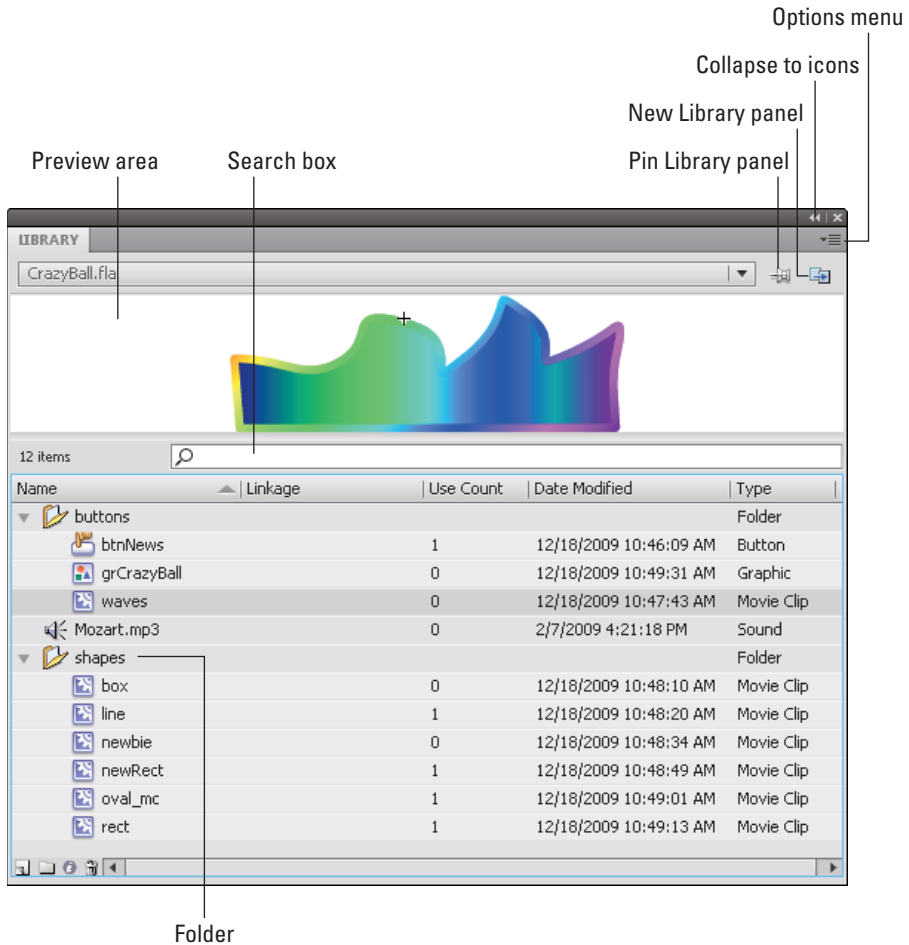 Options menu
Collapse to icons
New Library panel
Preview area Search box Pin Library panel
LIBRARY
CrazyBall.fla
12 items
Name Linkage Use Count Date Modified Type
buttons Folder
btnNews 1 12/18/2009 10:46:09 AM Button
grCrazyBall 0 12/18/2009 10:49:31 AM Graphic
waves 0 12/18/2009 10:47:43 AM Movie Clip
Mozart.mp3 0 2/7/2009 4:21:18 PM Sound
shapes Folder
box 0 12/18/2009 10:48:10 AM Movie Clip
line 1 12/18/2009 10:48:20 AM Movie Clip
newbie 0 12/18/2009 10:48:34 AM Movie Clip
newRect 1 12/18/2009 10:48:49 AM Movie Clip
oval_mc 1 12/18/2009 10:49:01 AM Movie Clip
rect 1 12/18/2009 10:49:13 AM Movie Clip
Folder